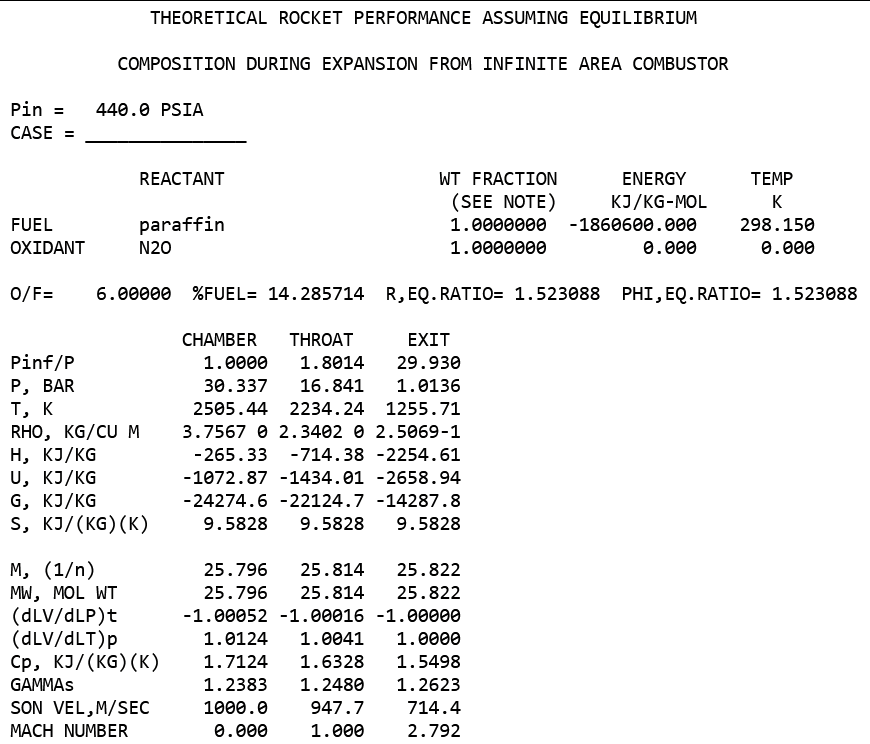 THEORETICAL ROCKET PERFORMANCE ASSUMING EQUILIBRIUM
COMPOSITION DURING EXPANSION FROM INFINITE AREA COMBUSTOR
Pin =   440.0 PSIA
CASE = _______________
REACTANT   WT FRACTION   ENERGY   TEMP
(SEE NOTE)   KJ/KG-MOL   K
FUEL   paraffin   1.0000000   -1860600.000   298.150
OXIDANT   N2O   1.0000000   0.000   0.000
O/F=   6.00000   %FUEL= 14.285714   R,EQ.RATIO= 1.523088   PHI,EQ.RATIO= 1.523088
CHAMBER   THROAT   EXIT
Pinf/P   1.0000   1.8014   29.930
P, BAR   30.337   16.841   1.0136
T, K   2505.44   2234.24   1255.71
RHO, KG/CU M   3.7567 0 2.3402 0 2.5069-1
H, KJ/KG   -265.33   -714.38   -2254.61
U, KJ/KG   -1072.87   -1434.01   -2658.94
G, KJ/KG   -24274.6   -22124.7   -14287.8
S, KJ/(KG)(K)   9.5828   9.5828   9.5828
M, (1/n)   25.796   25.814   25.822
MW, MOL WT   25.796   25.814   25.822
(dLV/dLP)t   -1.00052   -1.00016   -1.00000
(dLV/dLT)p   1.0124   1.0041   1.0000
Cp, KJ/(KG)(K)   1.7124   1.6328   1.5498
GAMMAs   1.2383   1.2480   1.2623
SON VEL,M/SEC   1000.0   947.7   714.4
MACH NUMBER   0.000   1.000   2.792